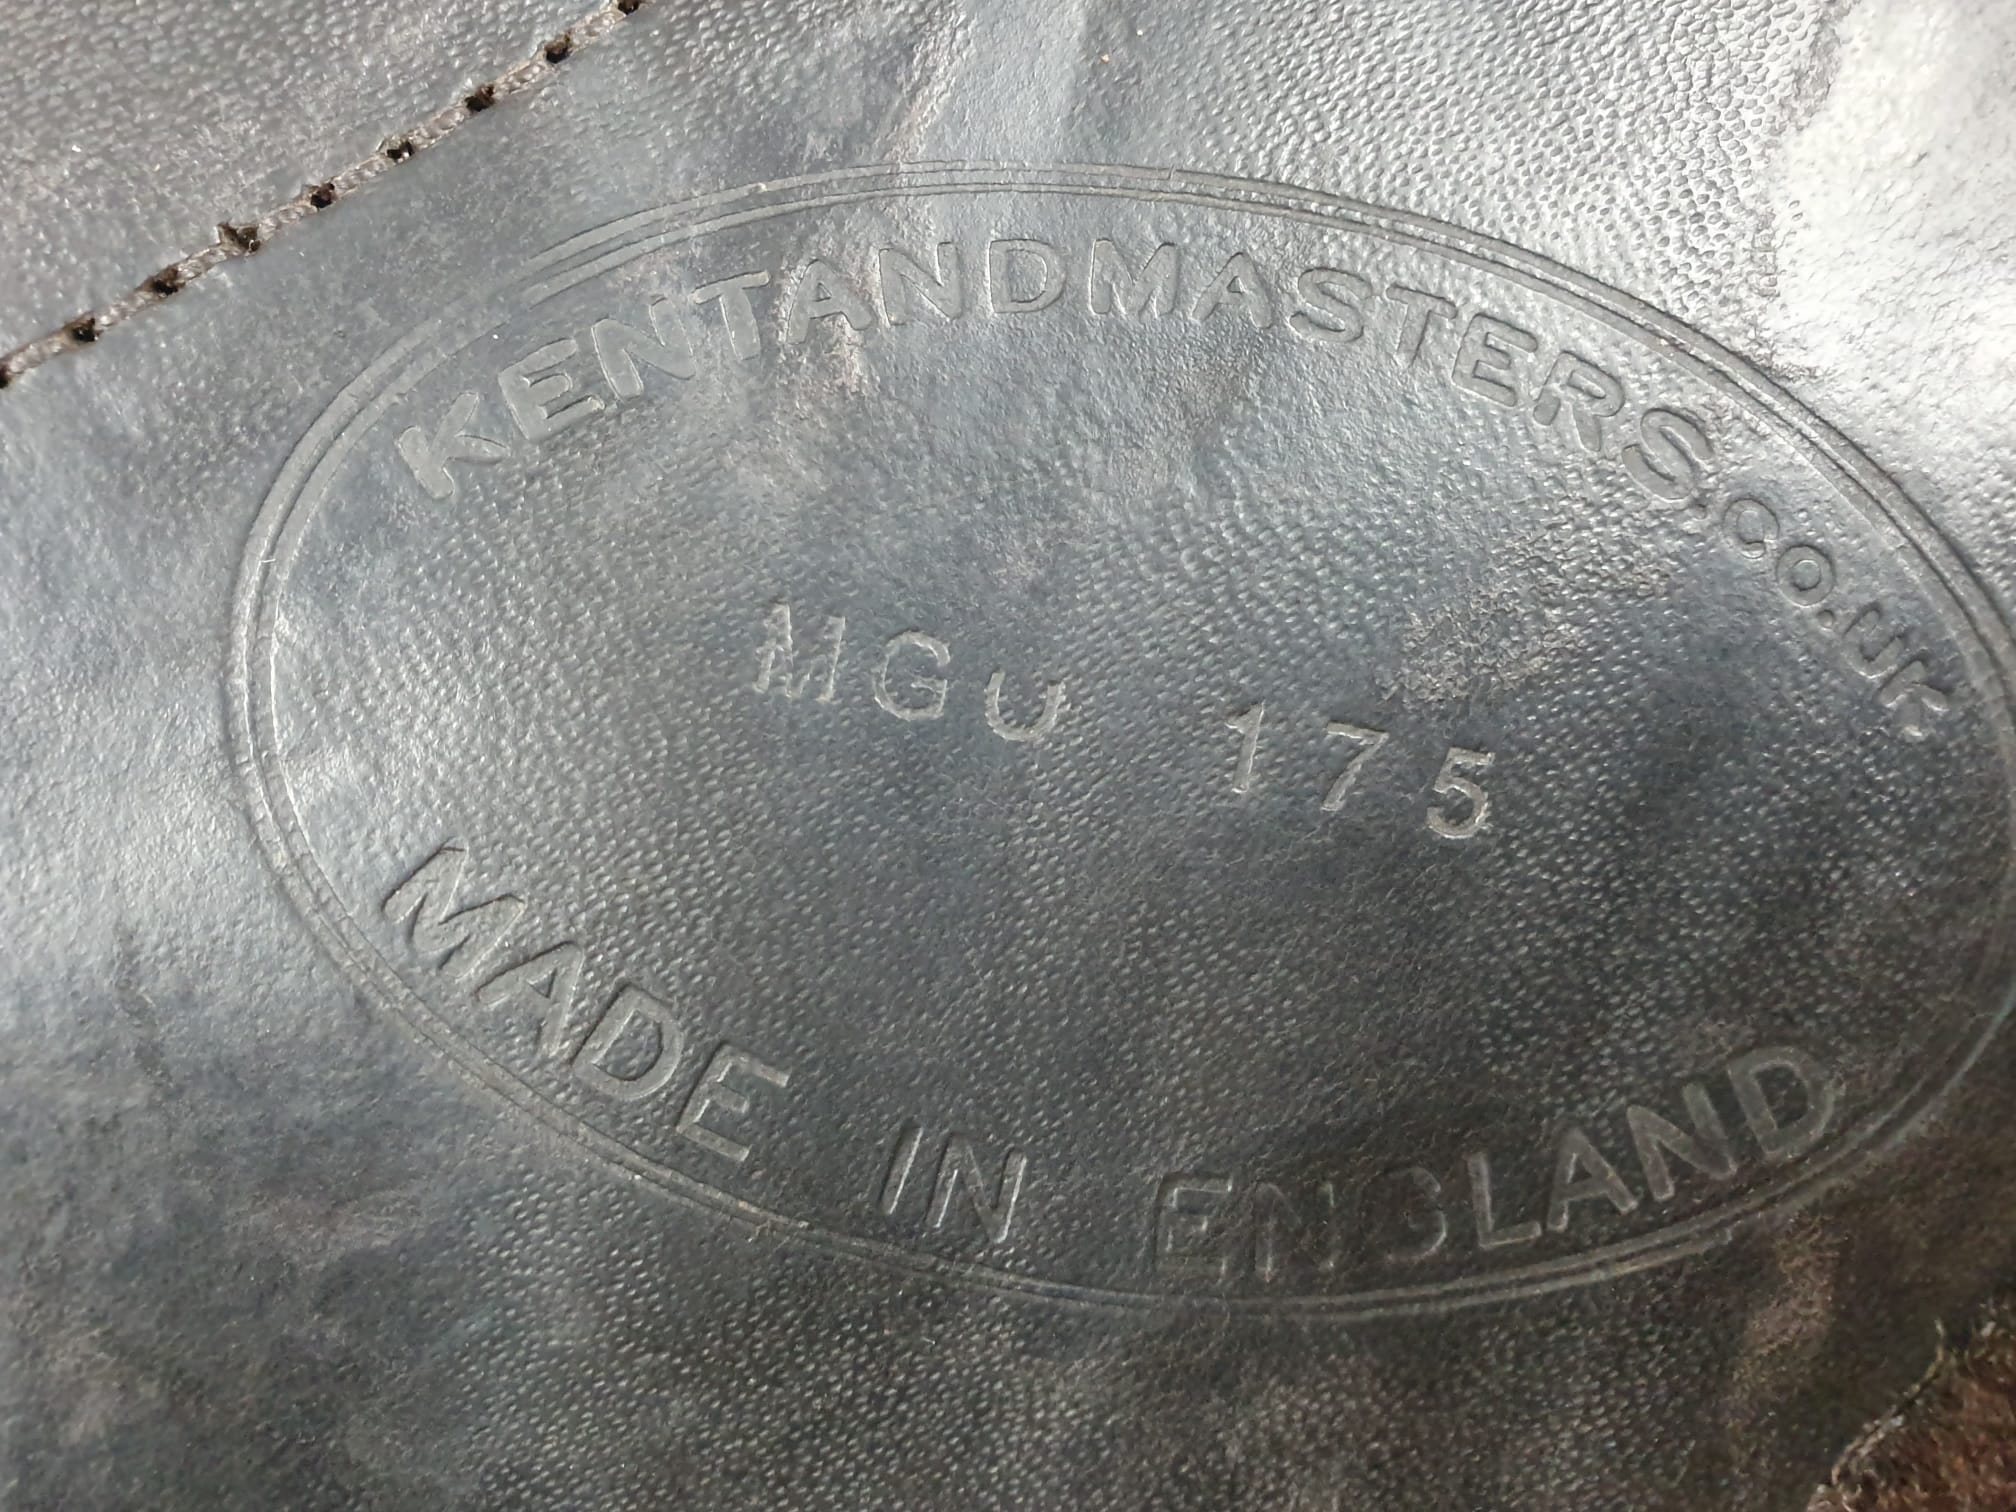 KENTANDMASTERS.CO.UK
MGU 175
MADE IN ENGLAND